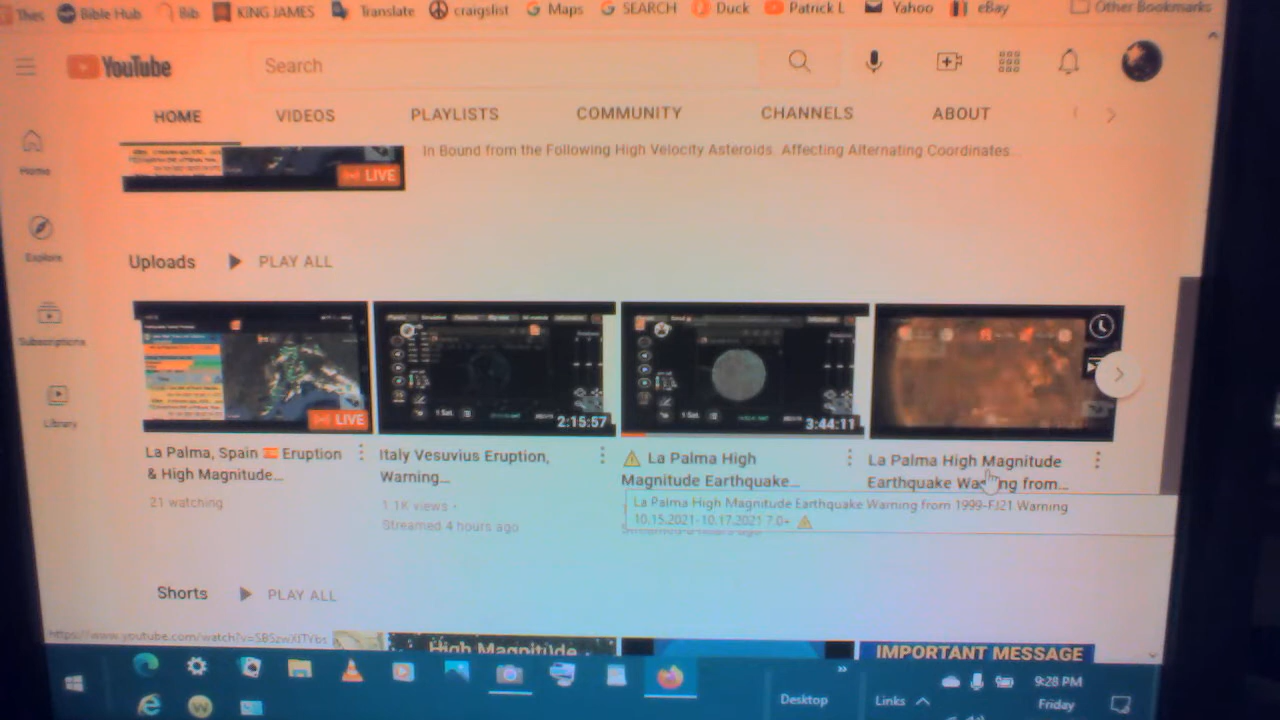 Thes Bible Hub Bib KING JAMES Translate craigslist Maps SEARCH Duck Patrick L Yahoo eBay Other Bookmarks
YouTube Search
HOME VIDEOS PLAYLISTS COMMUNITY CHANNELS ABOUT
Home
In Bound from the Following High Velocity Asteroids. Affecting Alternating Coordinates.
LIVE
Explore
Uploads PLAY ALL
Subscriptions
Library
LIVE 2:15:57 3:44:11
La Palma, Spain 🇪🇸 Eruption
& High Magnitude...
21 watching
Italy Vesuvius Eruption,
Warning...
1.1K views •
Streamed 4 hours ago
⚠ La Palma High
Magnitude Earthquake...
La Palma High Magnitude
Earthquake Warning from...
La Palma High Magnitude Earthquake Warning from 1999-FJ21 Warning
10.15.2021-10.17.2021 7.0+ ⚠
Shorts PLAY ALL
High Magnitude
IMPORTANT MESSAGE
Desktop
Links
9:28 PM
Friday